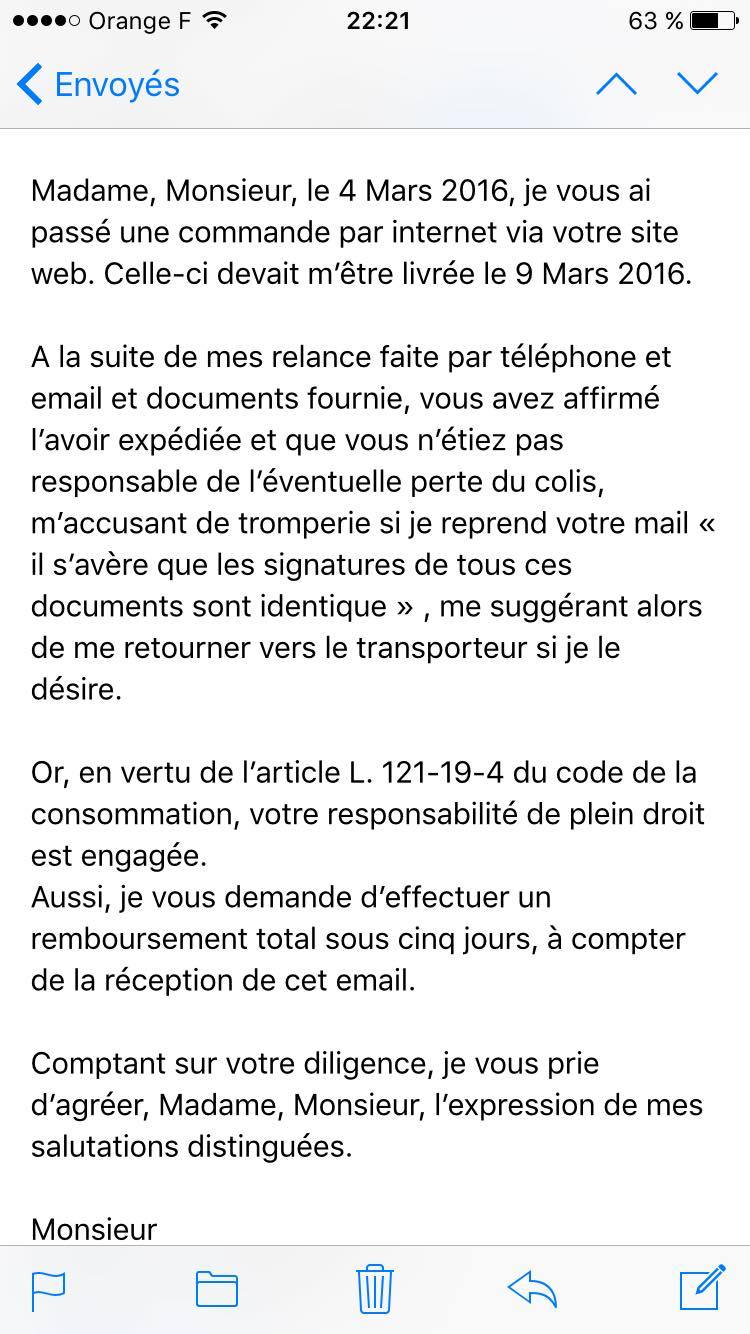 Orange F 22:21 63 %
Envoyés
Madame, Monsieur, le 4 Mars 2016, je vous ai
passé une commande par internet via votre site
web. Celle-ci devait m’être livrée le 9 Mars 2016.
A la suite de mes relance faite par téléphone et
email et documents fournie, vous avez affirmé
l’avoir expédiée et que vous n’étiez pas
responsable de l’éventuelle perte du colis,
m’accusant de tromperie si je reprend votre mail «
il s’avère que les signatures de tous ces
documents sont identique » , me suggérant alors
de me retourner vers le transporteur si je le
désire.
Or, en vertu de l’article L. 121-19-4 du code de la
consommation, votre responsabilité de plein droit
est engagée.
Aussi, je vous demande d’effectuer un
remboursement total sous cinq jours, à compter
de la réception de cet email.
Comptant sur votre diligence, je vous prie
d’agréer, Madame, Monsieur, l’expression de mes
salutations distinguées.
Monsieur